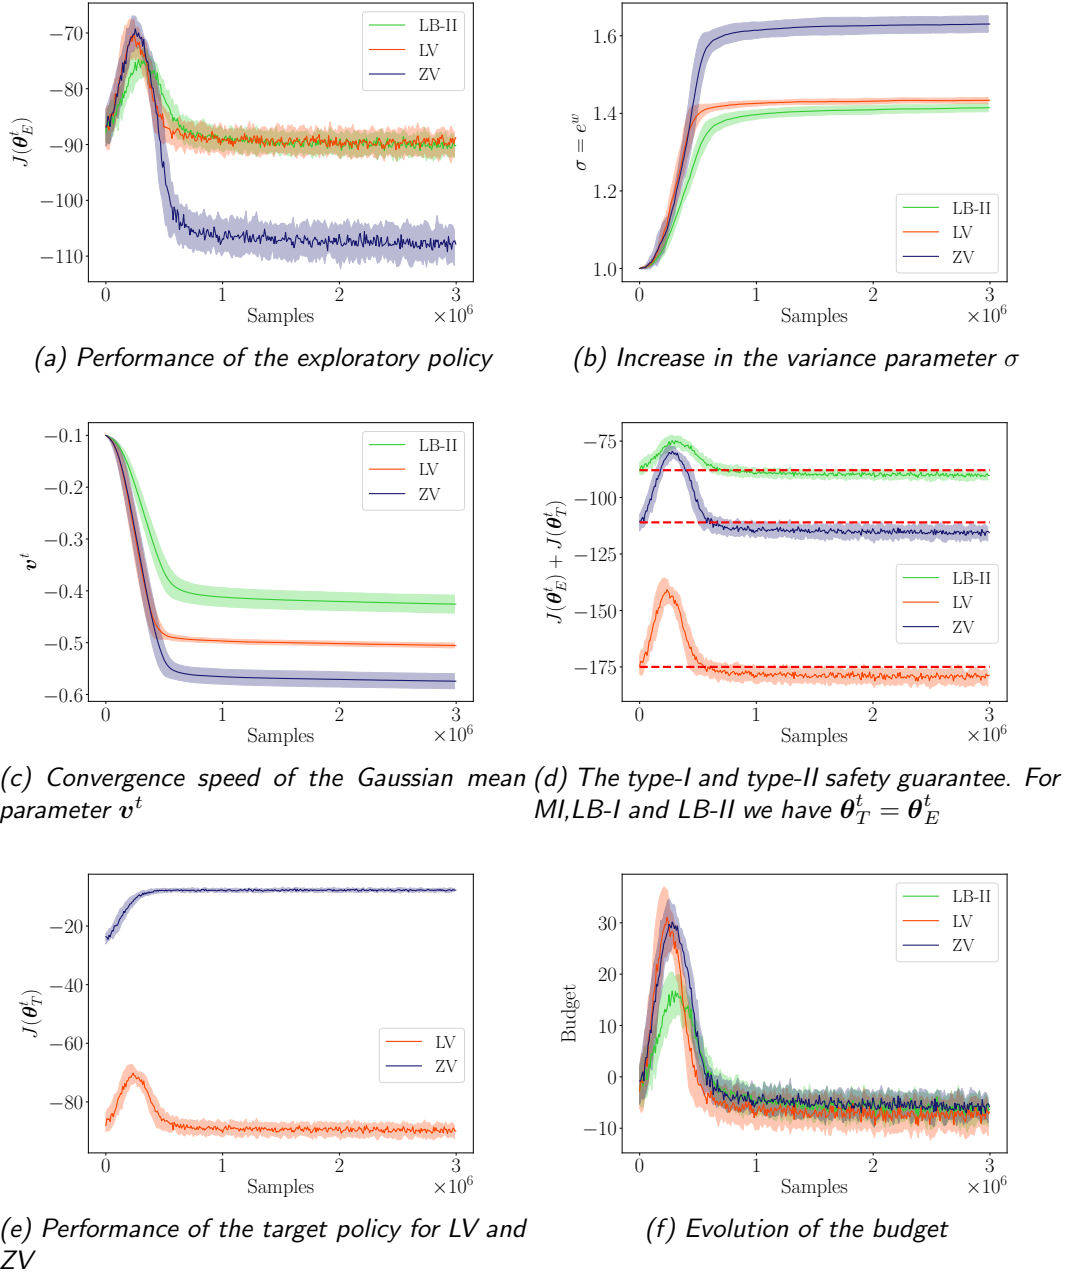 −70
−80
−90
−100
−110
J(θ_E^t)
0
1
2
3
Samples
×10^6
LB-II
LV
ZV
(a) Performance of the exploratory policy
1.6
1.4
1.2
1.0
σ = e^w
0
1
2
3
Samples
×10^6
LB-II
LV
ZV
(b) Increase in the variance parameter σ
−0.1
−0.2
−0.3
−0.4
−0.5
−0.6
v^t
0
1
2
3
Samples
×10^6
LB-II
LV
ZV
(c) Convergence speed of the Gaussian mean
parameter v^t
−75
−100
−125
−150
−175
J(θ_E^t) + J(θ_T^t)
0
1
2
3
Samples
×10^6
LB-II
LV
ZV
(d) The type-I and type-II safety guarantee. For
MI,LB-I and LB-II we have θ_T^t = θ_E^t
−20
−40
−60
−80
J(θ_T^t)
0
1
2
3
Samples
×10^6
LV
ZV
(e) Performance of the target policy for LV and
ZV
30
20
10
0
−10
Budget
0
1
2
3
Samples
×10^6
LB-II
LV
ZV
(f) Evolution of the budget